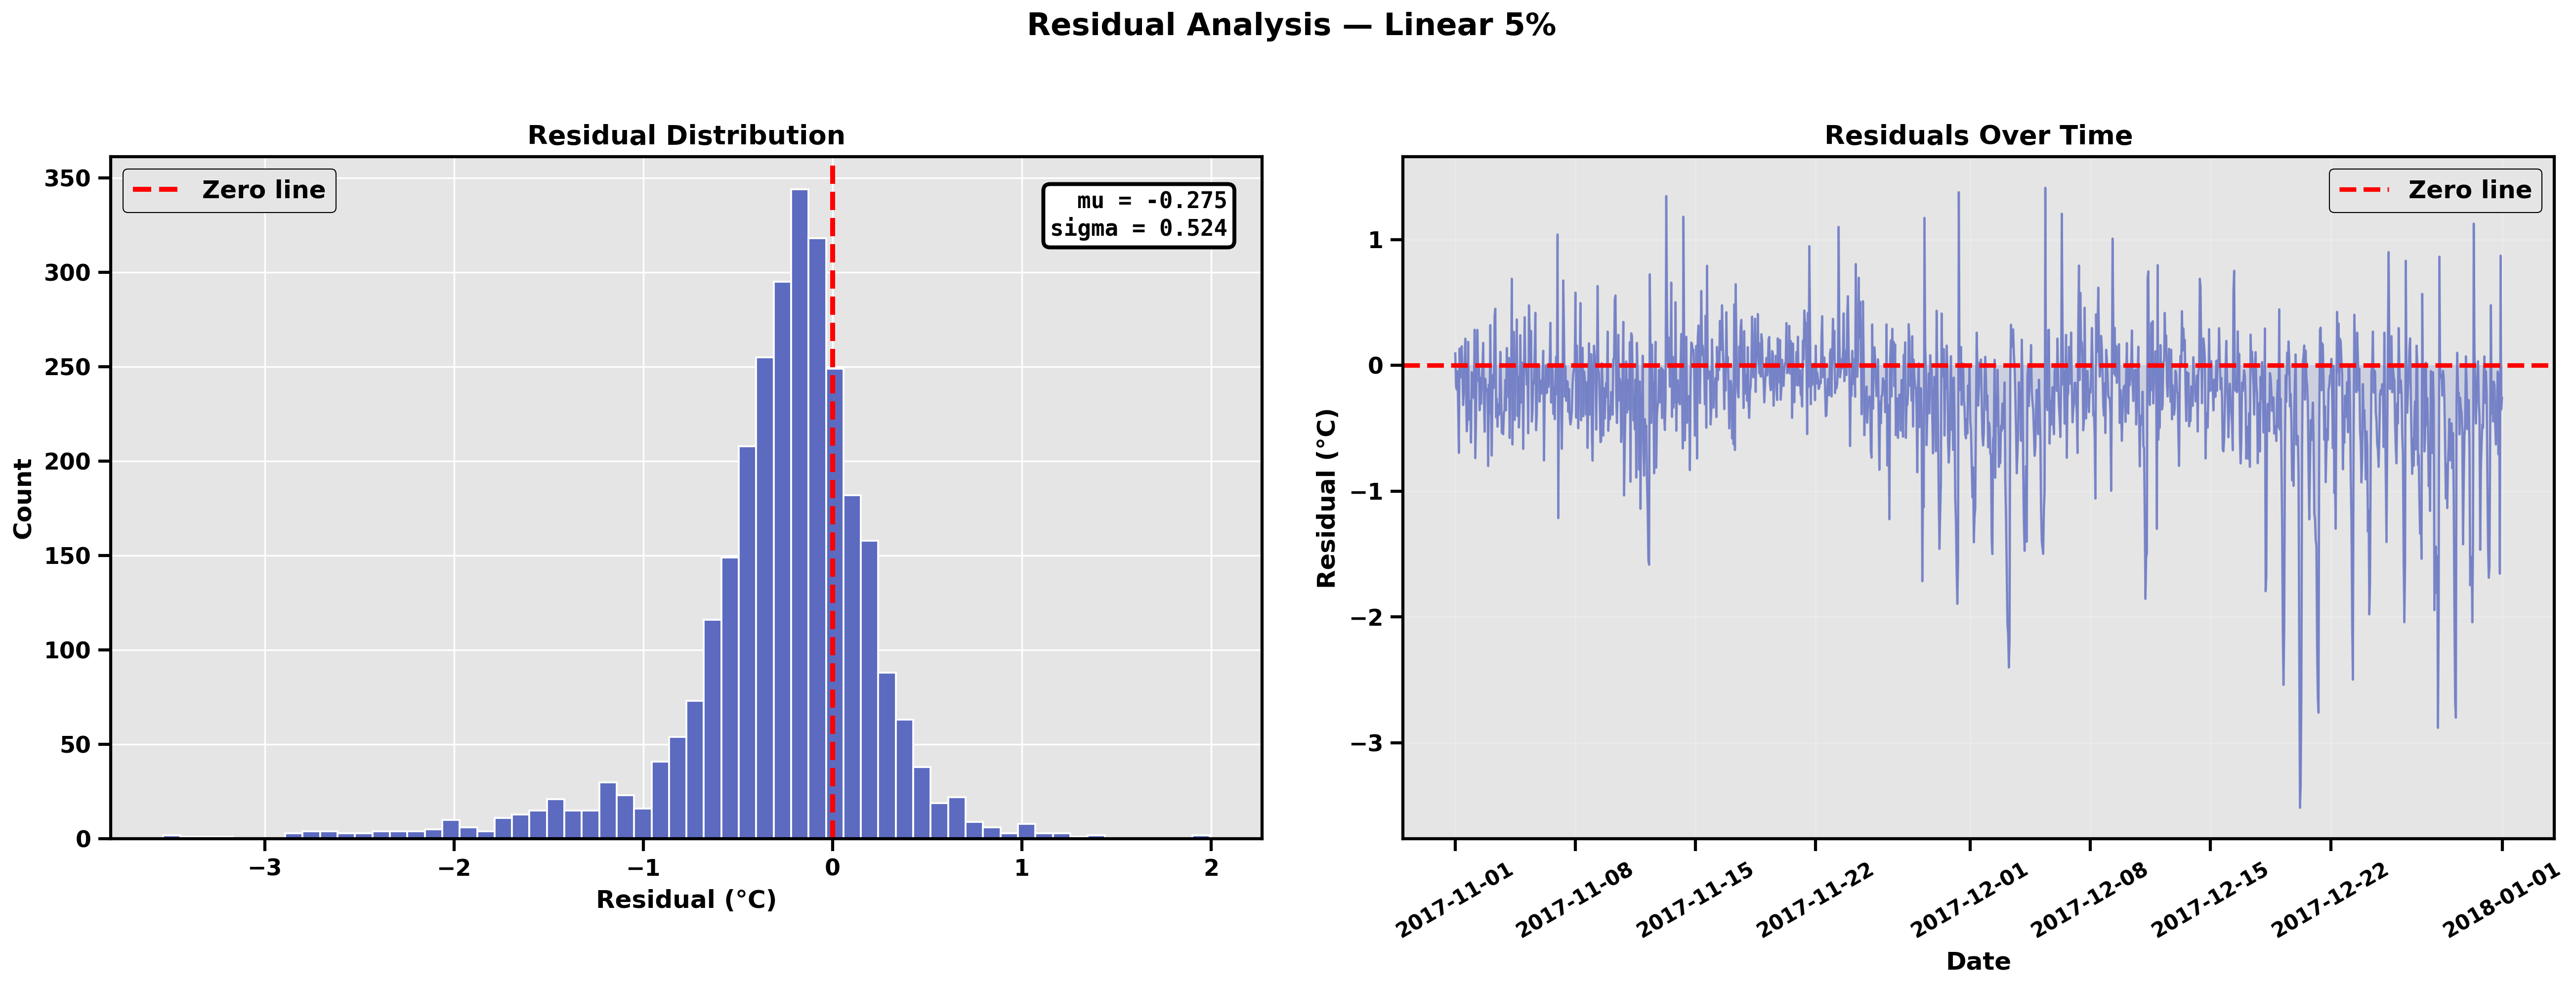 Residual Analysis — Linear 5%
Residual Distribution
Zero line
mu = -0.275
sigma = 0.524
350
300
250
200
150
100
50
0
Count
−3
−2
−1
0
1
2
Residual (°C)
Residuals Over Time
Zero line
1
0
−1
−2
−3
Residual (°C)
2017-11-01
2017-11-08
2017-11-15
2017-11-22
2017-12-01
2017-12-08
2017-12-15
2017-12-22
2018-01-01
Date